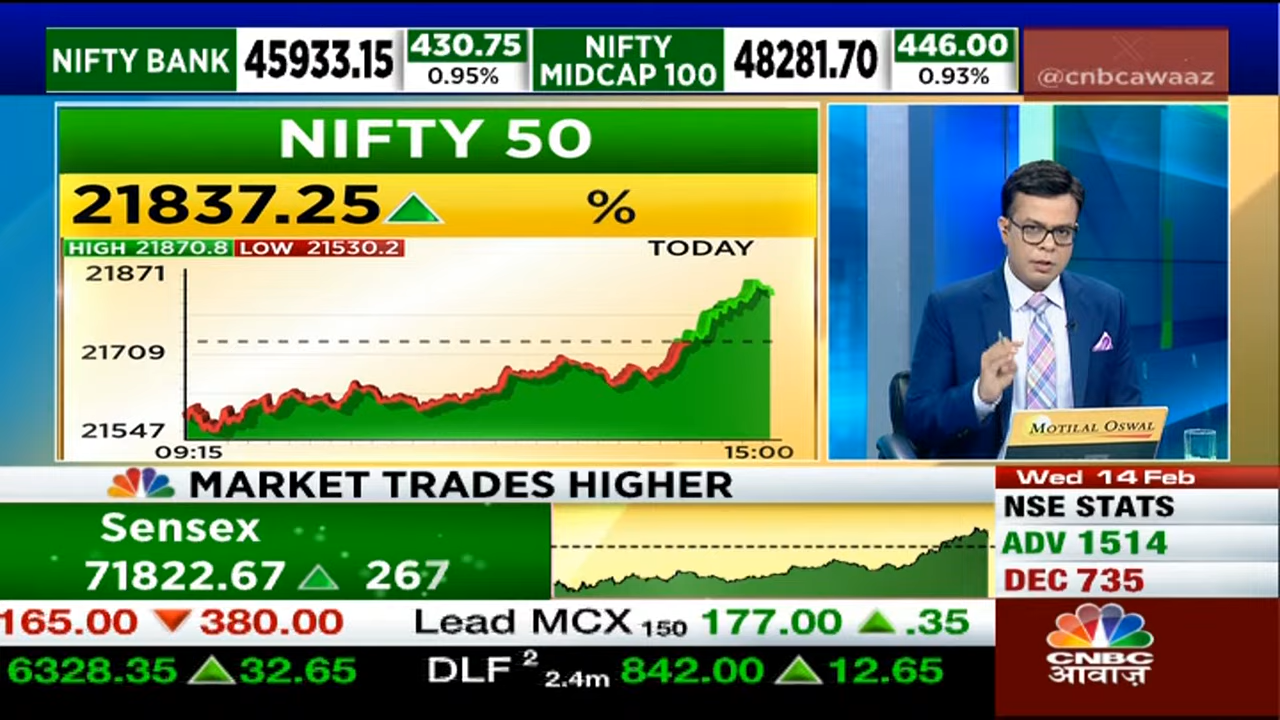 NIFTY BANK 45933.15 430.75 0.95%
NIFTY MIDCAP 100 48281.70 446.00 0.93%
@cnbcawaaz
NIFTY 50
21837.25 %
HIGH 21870.8 LOW 21530.2 TODAY
21871
21709
21547
09:15 15:00
MOTILAL OSWAL
MARKET TRADES HIGHER
Sensex
71822.67 267
Wed 14 Feb
NSE STATS
ADV 1514
DEC 735
165.00 380.00 Lead MCX 150 177.00 .35
6328.35 32.65 DLF 2 2.4m 842.00 12.65
CNBC
आवाज़